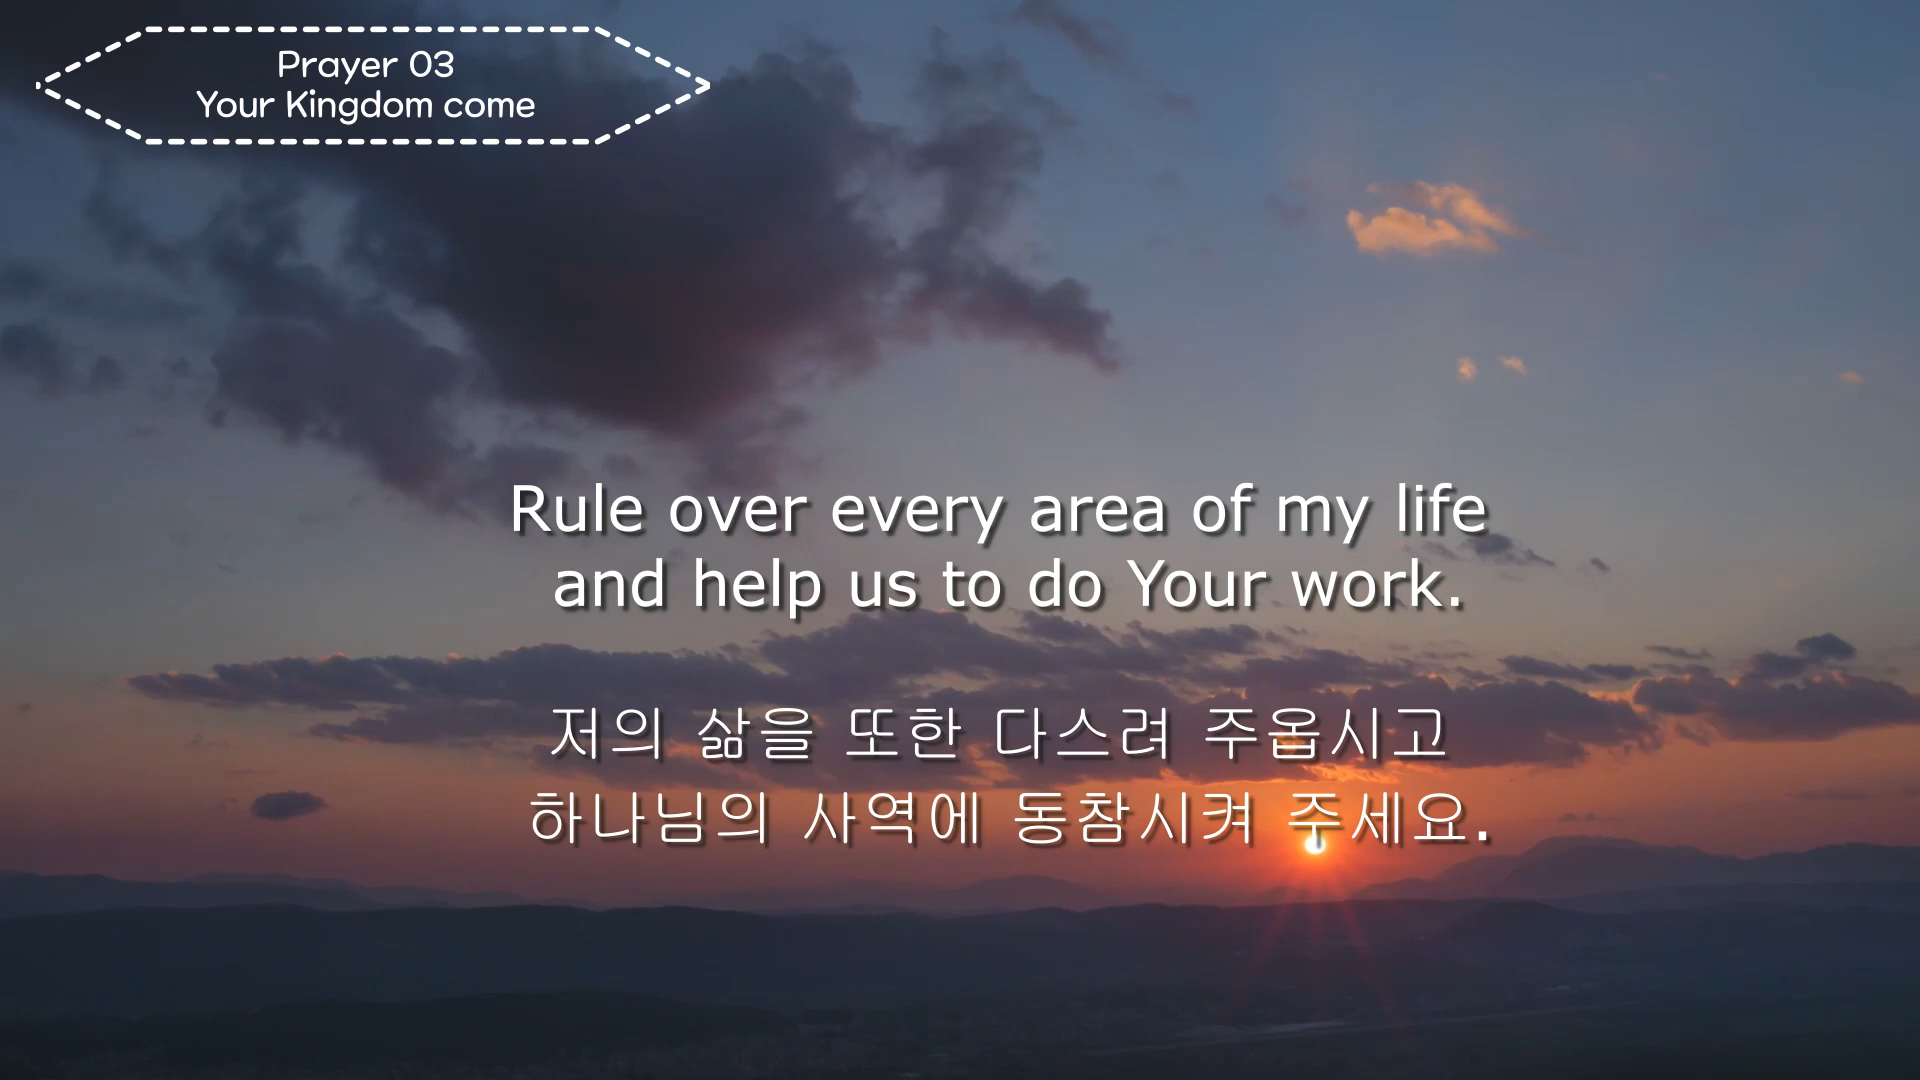 Prayer 03
Your Kingdom come
Rule over every area of my life
and help us to do Your work.
저의 삶을 또한 다스려 주옵시고
하나님의 사역에 동참시켜 주세요.